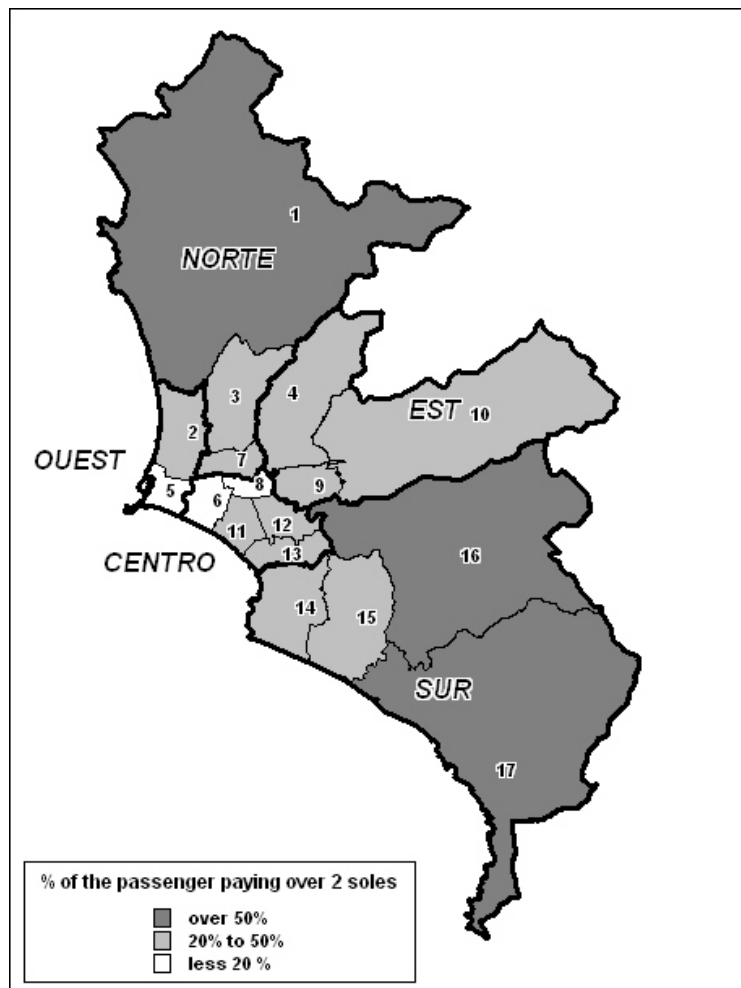 1
NORTE
3
4
EST
10
2
OUEST
7
5
8
9
6
11
12
CENTRO
13
16
14
15
SUR
17
% of the passenger paying over 2 soles
over 50%
20% to 50%
less 20 %